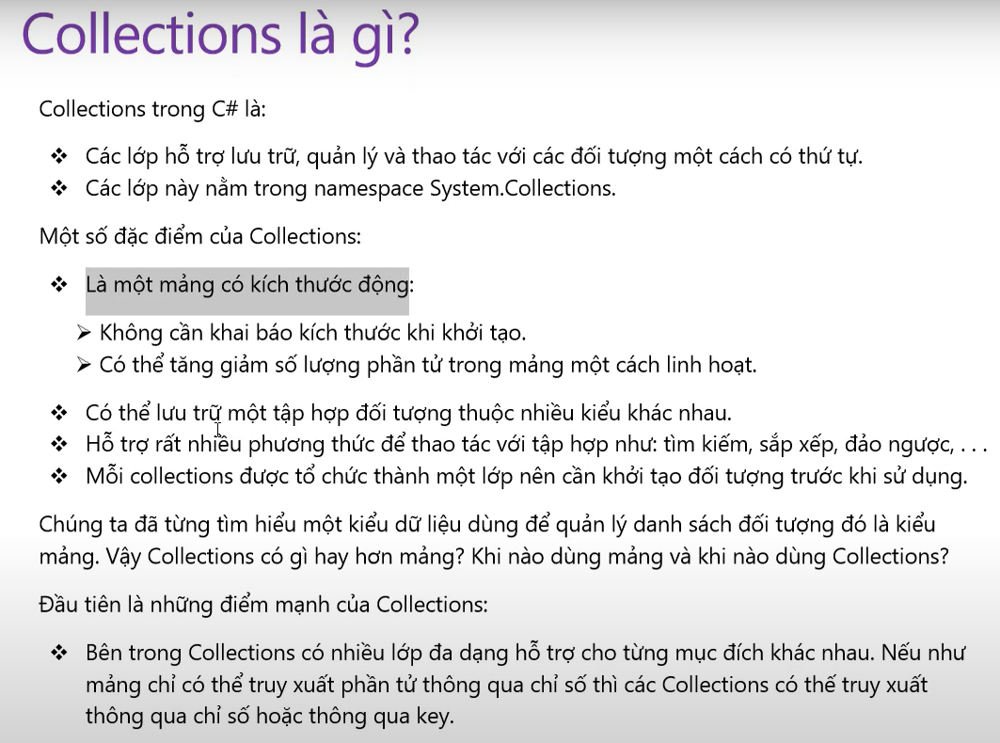 Collections là gì?
Collections trong C# là:
❖ Các lớp hỗ trợ lưu trữ, quản lý và thao tác với các đối tượng một cách có thứ tự.
❖ Các lớp này nằm trong namespace System.Collections.
Một số đặc điểm của Collections:
❖ Là một mảng có kích thước động:
➢ Không cần khai báo kích thước khi khởi tạo.
➢ Có thể tăng giảm số lượng phần tử trong mảng một cách linh hoạt.
❖ Có thể lưu trữ một tập hợp đối tượng thuộc nhiều kiểu khác nhau.
❖ Hỗ trợ rất nhiều phương thức để thao tác với tập hợp như: tìm kiếm, sắp xếp, đảo ngược, . . .
❖ Mỗi collections được tổ chức thành một lớp nên cần khởi tạo đối tượng trước khi sử dụng.
Chúng ta đã từng tìm hiểu một kiểu dữ liệu dùng để quản lý danh sách đối tượng đó là kiểu
mảng. Vậy Collections có gì hay hơn mảng? Khi nào dùng mảng và khi nào dùng Collections?
Đầu tiên là những điểm mạnh của Collections:
❖ Bên trong Collections có nhiều lớp đa dạng hỗ trợ cho từng mục đích khác nhau. Nếu như
mảng chỉ có thể truy xuất phần tử thông qua chỉ số thì các Collections có thế truy xuất
thông qua chỉ số hoặc thông qua key.